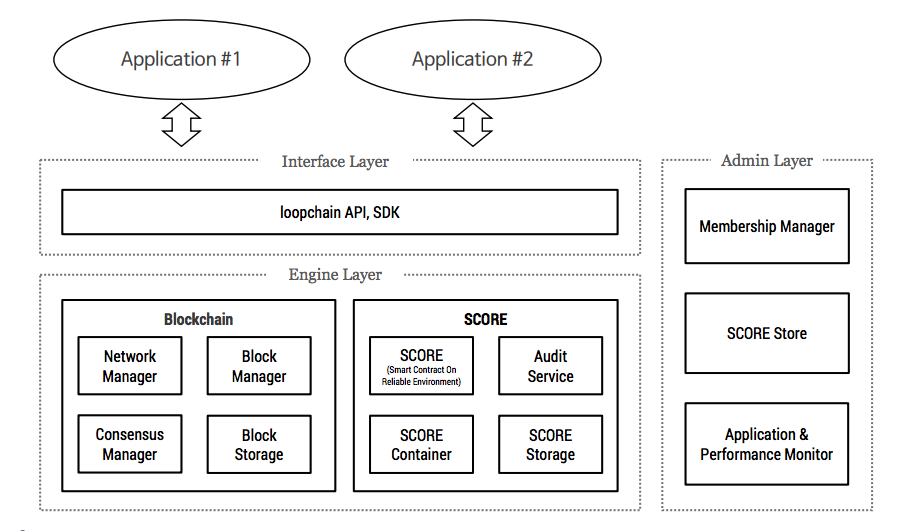 Application #1
Application #2
Interface Layer
loopchain API, SDK
Engine Layer
Blockchain
Network
Manager
Block
Manager
Consensus
Manager
Block
Storage
SCORE
SCORE
(Smart Contract On
Reliable Environment)
Audit
Service
SCORE
Container
SCORE
Storage
Admin Layer
Membership Manager
SCORE Store
Application &
Performance Monitor